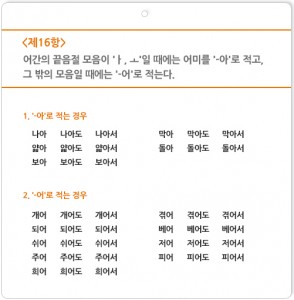 <제16항>
어간의 끝음절 모음이 'ㅏ, ㅗ'일 때에는 어미를 '-아'로 적고,
그 밖의 모음일 때에는 '-어'로 적는다.
1. '-아'로 적는 경우
나아 나아도 나아서 막아 막아도 막아서
얇아 얇아도 얇아서 돌아 돌아도 돌아서
보아 보아도 보아서
2. '-어'로 적는 경우
개어 개어도 개어서 겪어 겪어도 겪어서
되어 되어도 되어서 베어 베어도 베어서
쉬어 쉬어도 쉬어서 저어 저어도 저어서
주어 주어도 주어서 피어 피어도 피어서
희어 희어도 희어서